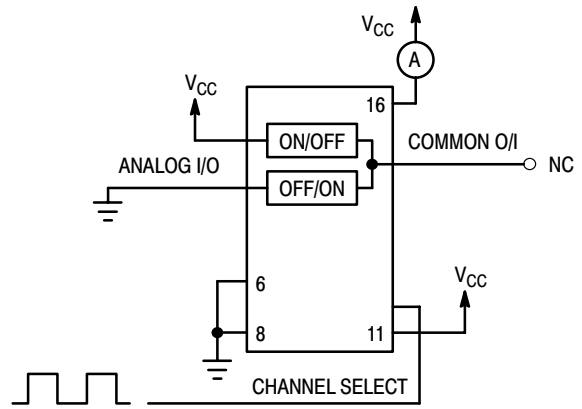 VCC
A
16
VCC
ON/OFF
COMMON O/I
NC
ANALOG I/O
OFF/ON
6
VCC
8
11
CHANNEL SELECT